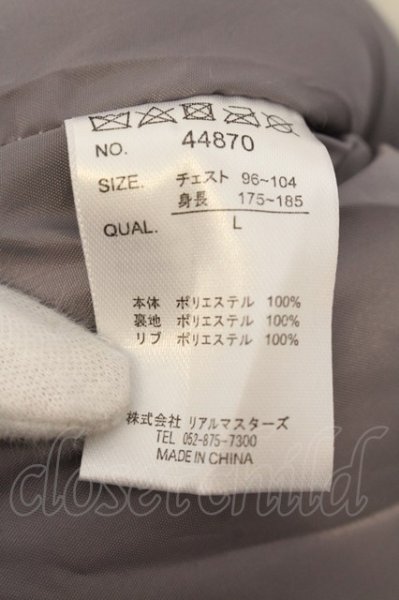 NO. 44870
SIZE. チェスト 96~104
身長 175~185
QUAL. L
本体 ポリエステル 100%
裏地 ポリエステル 100%
リブ ポリエステル 100%
株式会社 リアルマスターズ
TEL 052-875-7300
MADE IN CHINA
closet child